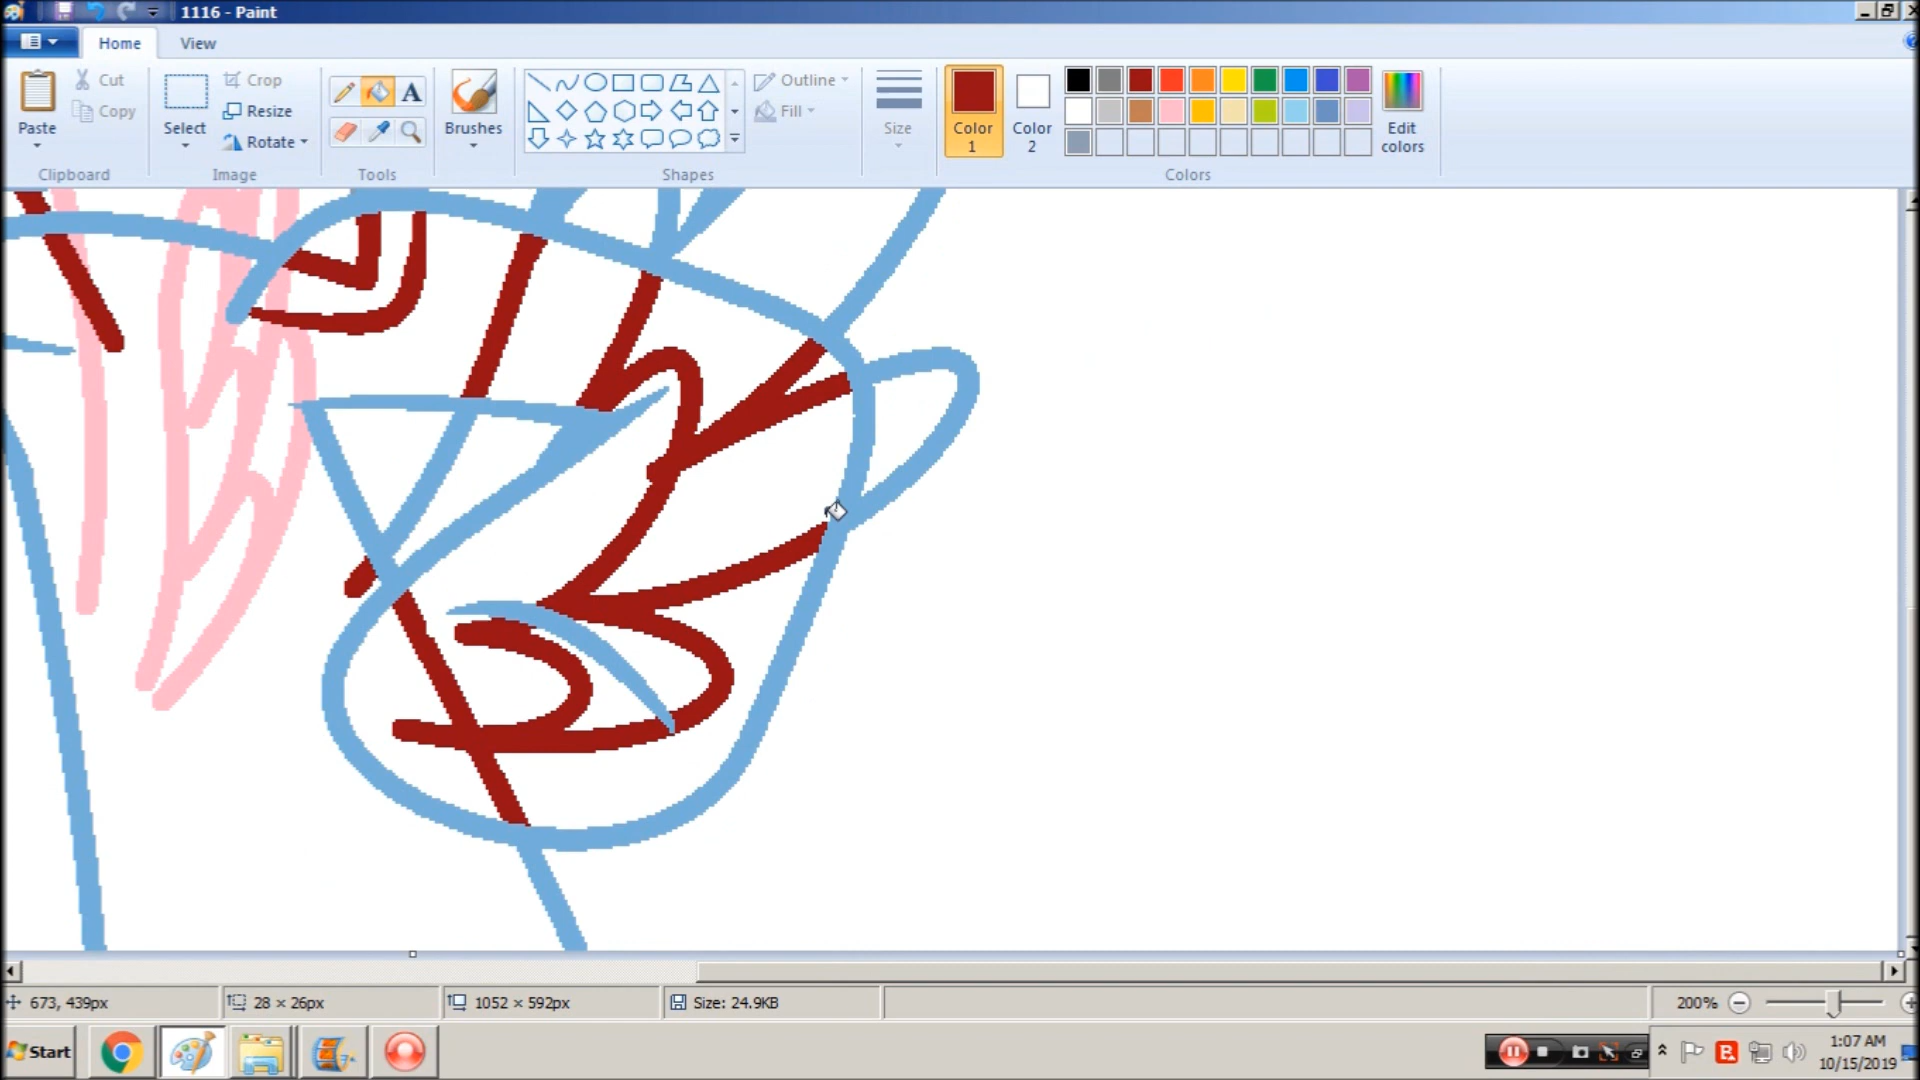 1116 - Paint
Home View
Paste
Cut
Copy
Clipboard
Select
Crop
Resize
Rotate
Image
A
Tools
Brushes
Outline
Fill
Shapes
Size
Color
1
Color
2
Edit
colors
Colors
673, 439px
28 × 26px
1052 × 592px
Size: 24.9KB
200%
Start
1:07 AM
10/15/2019